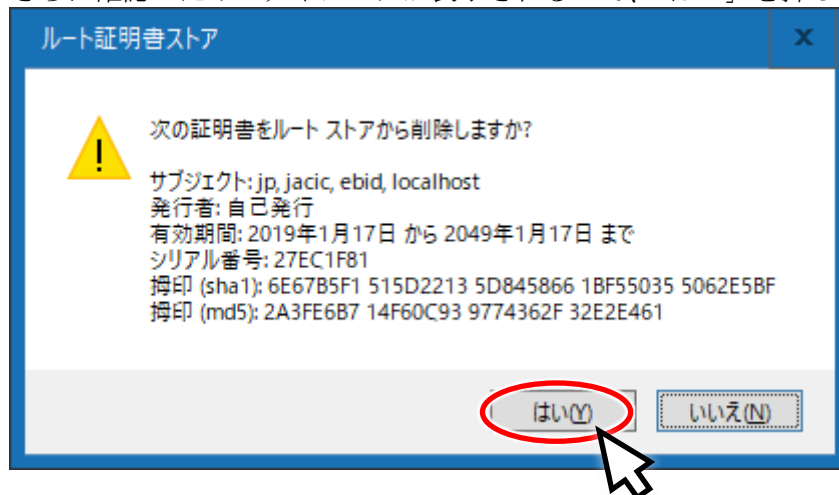 ルート証明書ストア
x
次の証明書をルート ストアから削除しますか?
サブジェクト: jp, jacic, ebid, localhost
発行者: 自己発行
有効期間: 2019年1月17日 から 2049年1月17日 まで
シリアル番号: 27EC1F81
拇印 (sha1): 6E67B5F1 515D2213 5D845866 1BF55035 5062E5BF
拇印 (md5): 2A3FE6B7 14F60C93 9774362F 32E2E461
はい(Y)
いいえ(N)